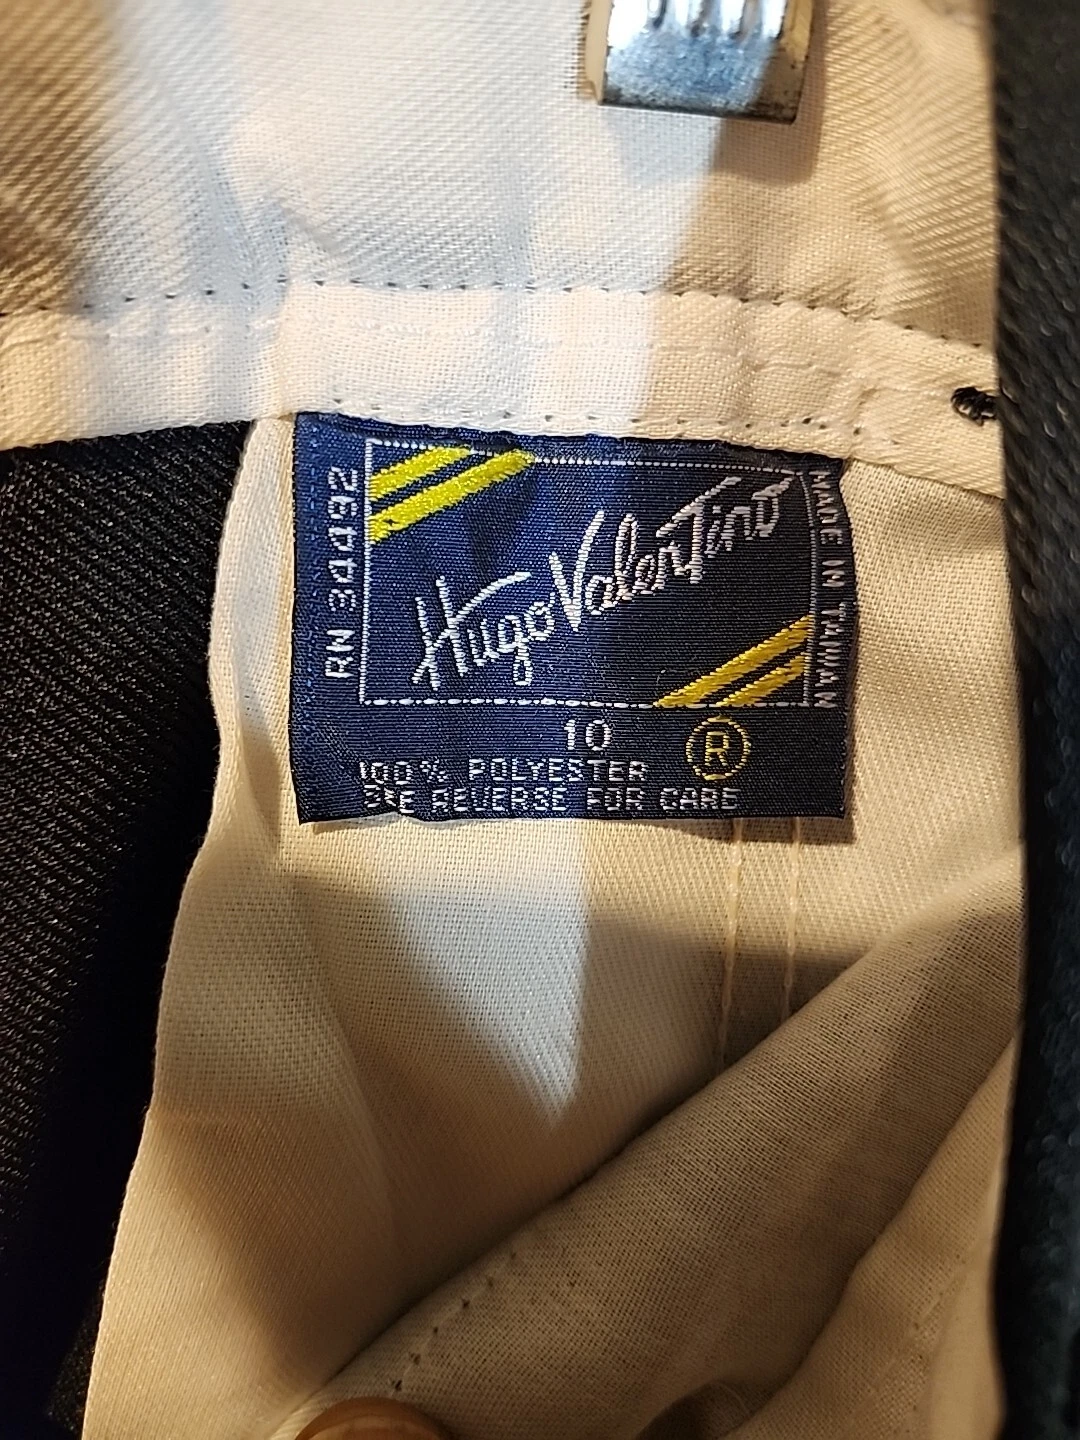 RN 34492
Hugo Valentino
MADE IN TAIWAN
10
®
100% POLYESTER
SEE REVERSE FOR CARE